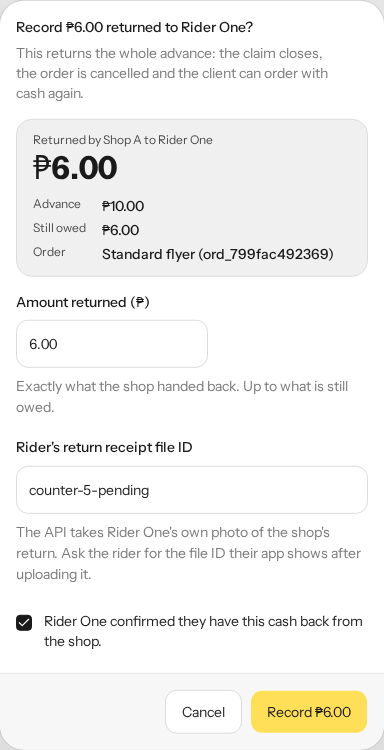 Record ₱6.00 returned to Rider One?
This returns the whole advance: the claim closes,
the order is cancelled and the client can order with
cash again.
Returned by Shop A to Rider One
₱6.00
Advance ₱10.00
Still owed ₱6.00
Order Standard flyer (ord_799fac492369)
Amount returned (₱)
6.00
Exactly what the shop handed back. Up to what is still
owed.
Rider's return receipt file ID
counter-5-pending
The API takes Rider One's own photo of the shop's
return. Ask the rider for the file ID their app shows after
uploading it.
Rider One confirmed they have this cash back from
the shop.
Cancel Record ₱6.00